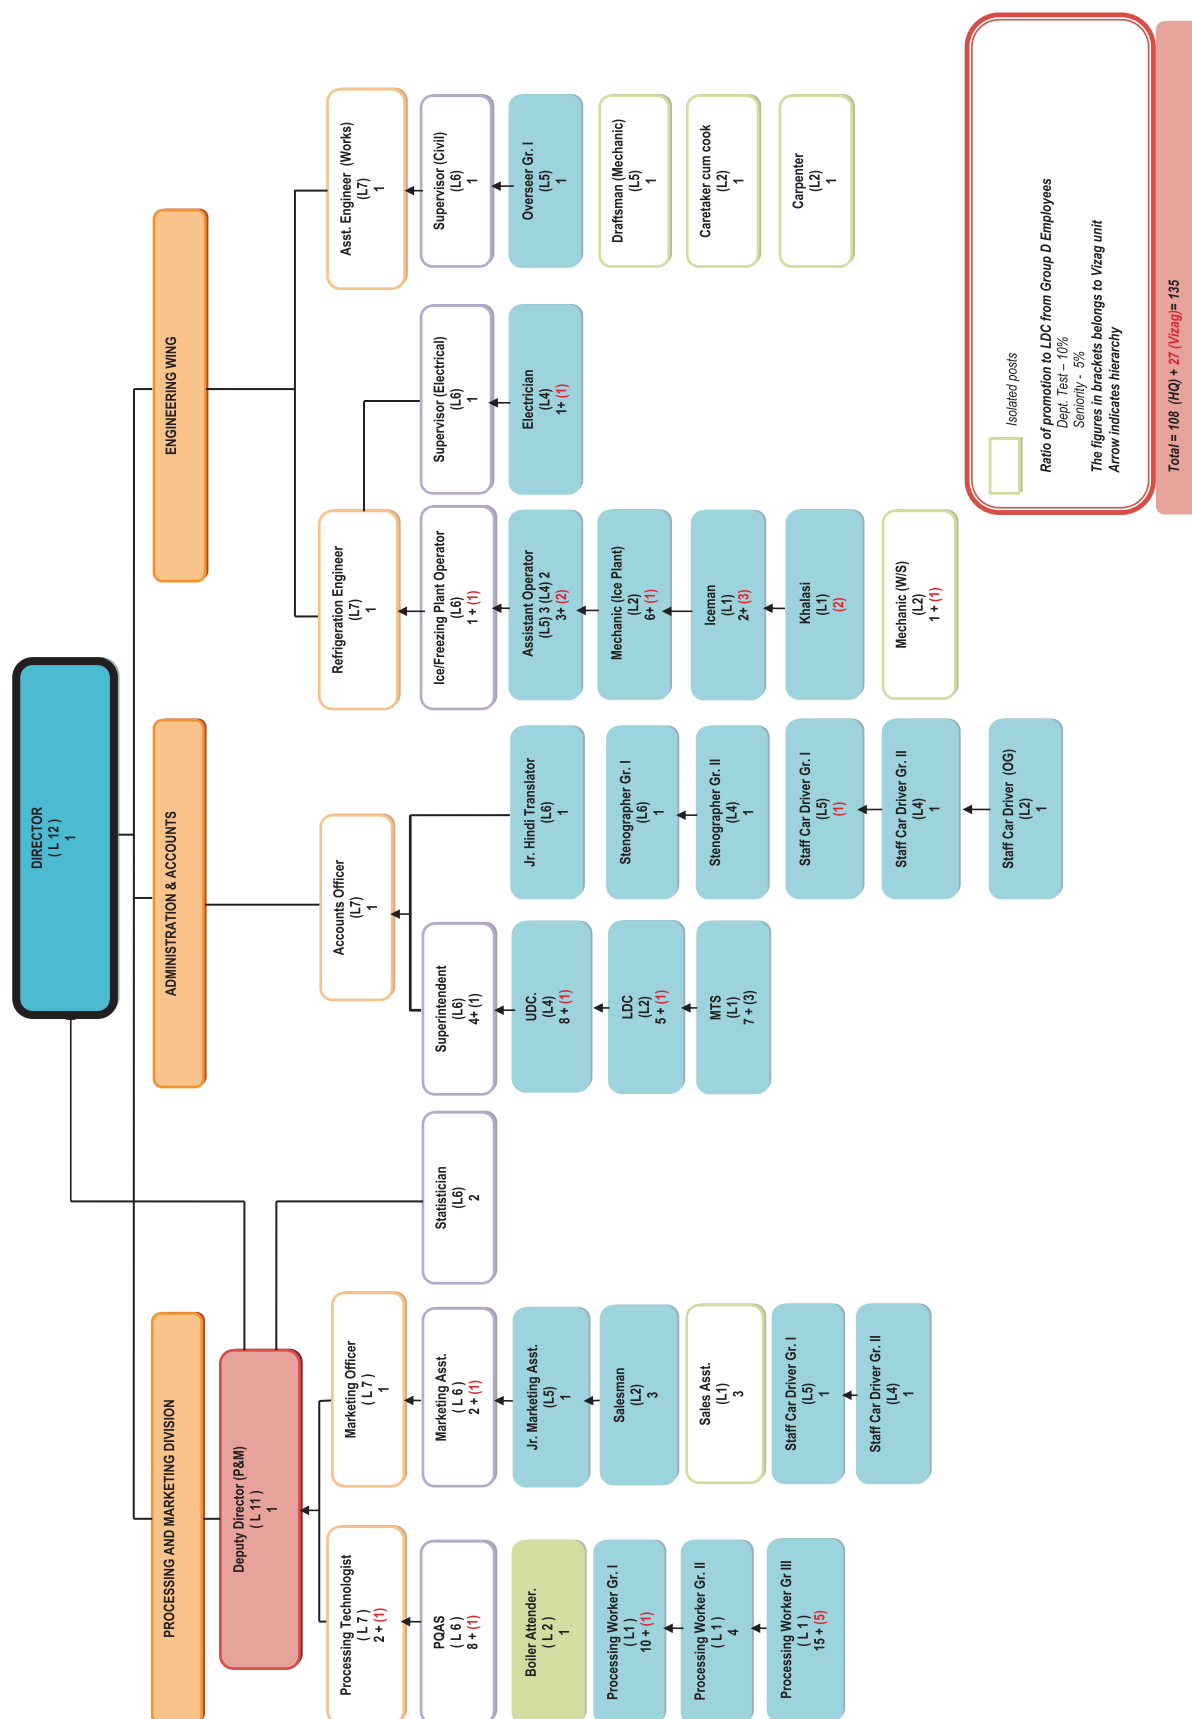 DIRECTOR
( L 12 )
1
PROCESSING AND MARKETING DIVISION
ADMINISTRATION & ACCOUNTS
ENGINEERING WING
Deputy Director (P&M)
( L 11 )
1
Processing Technologist
( L 7 )
2 + (1)
PQAS
( L 6 )
8 + (1)
Boiler Attender.
( L 2 )
1
Processing Worker Gr. I
( L1 )
10 + (1)
Processing Worker Gr. II
( L 1 )
4
Processing Worker Gr III
( L 1 )
15 + (5)
Marketing Officer
( L 7 )
1
Marketing Asst.
( L 6 )
2 + (1)
Jr. Marketing Asst.
(L5)
1
Salesman
(L2)
3
Sales Asst.
(L1)
3
Staff Car Driver Gr. I
(L5)
1
Staff Car Driver Gr. II
(L4)
1
Statistician
(L6)
2
Accounts Officer
(L7)
1
Superintendent
(L6)
4+ (1)
UDC.
(L4)
8 + (1)
LDC
(L2)
5 + (1)
MTS
(L1)
7 + (3)
Jr. Hindi Translator
(L6)
1
Stenographer Gr. I
(L6)
1
Stenographer Gr. II
(L4)
1
Staff Car Driver Gr. I
(L5)
(1)
Staff Car Driver Gr. II
(L4)
1
Staff Car Driver (OG)
(L2)
1
Refrigeration Engineer
(L7)
1
Ice/Freezing Plant Operator
(L6)
1 + (1)
Assistant Operator
(L5) 3 (L4) 2
3+ (2)
Mechanic (Ice Plant)
(L2)
6+ (1)
Iceman
(L1)
2+ (3)
Khalasi
(L1)
(2)
Mechanic (W/S)
(L2)
1 + (1)
Supervisor (Electrical)
(L6)
1
Electrician
(L4)
1+ (1)
Asst. Engineer (Works)
(L7)
1
Supervisor (Civil)
(L6)
1
Overseer Gr. I
(L5)
1
Draftsman (Mechanic)
(L5)
1
Caretaker cum cook
(L2)
1
Carpenter
(L2)
1
Isolated posts
Ratio of promotion to LDC from Group D Employees
Dept. Test – 10%
Seniority - 5%
The figures in brackets belongs to Vizag unit
Arrow indicates hierarchy
Total = 108 (HQ) + 27 (Vizag)= 135